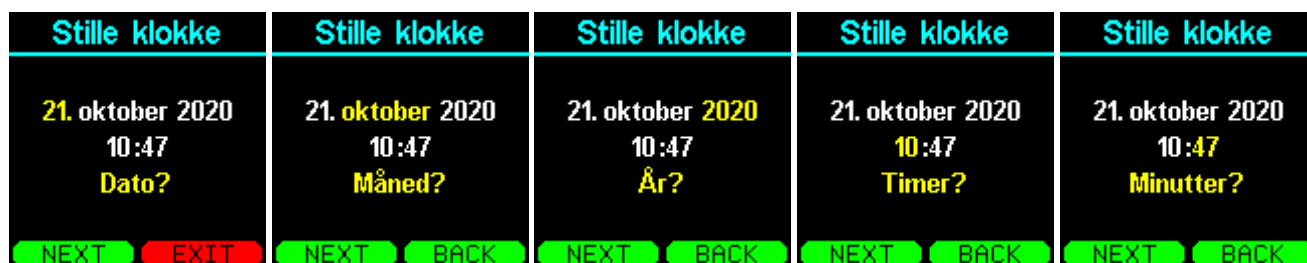 Stille klokke
21. oktober 2020
10:47
Dato?
NEXT EXIT
Stille klokke
21. oktober 2020
10:47
Måned?
NEXT BACK
Stille klokke
21. oktober 2020
10:47
År?
NEXT BACK
Stille klokke
21. oktober 2020
10:47
Timer?
NEXT BACK
Stille klokke
21. oktober 2020
10:47
Minutter?
NEXT BACK